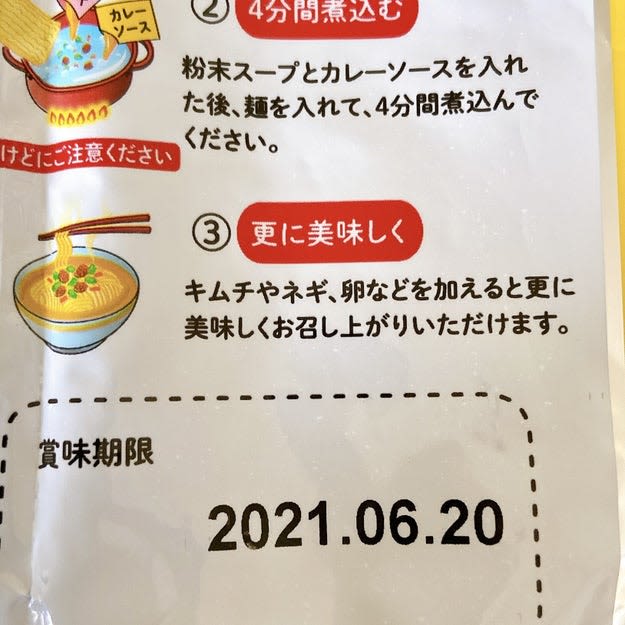 カレー
ソース
② 4分間煮込む
粉末スープとカレーソースを入れ
た後、麺を入れて、4分間煮込んで
ください。
けどにご注意ください
③ 更に美味しく
キムチやネギ、卵などを加えると更に
美味しくお召し上がりいただけます。
賞味期限
2021.06.20